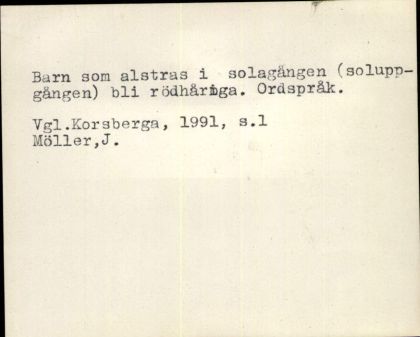 Barn som alstras i solagången (solupp-
gången) bli rödhåriga. Ordspråk.
Vgl.Korsberga, 1991, s.1
Möller,J.